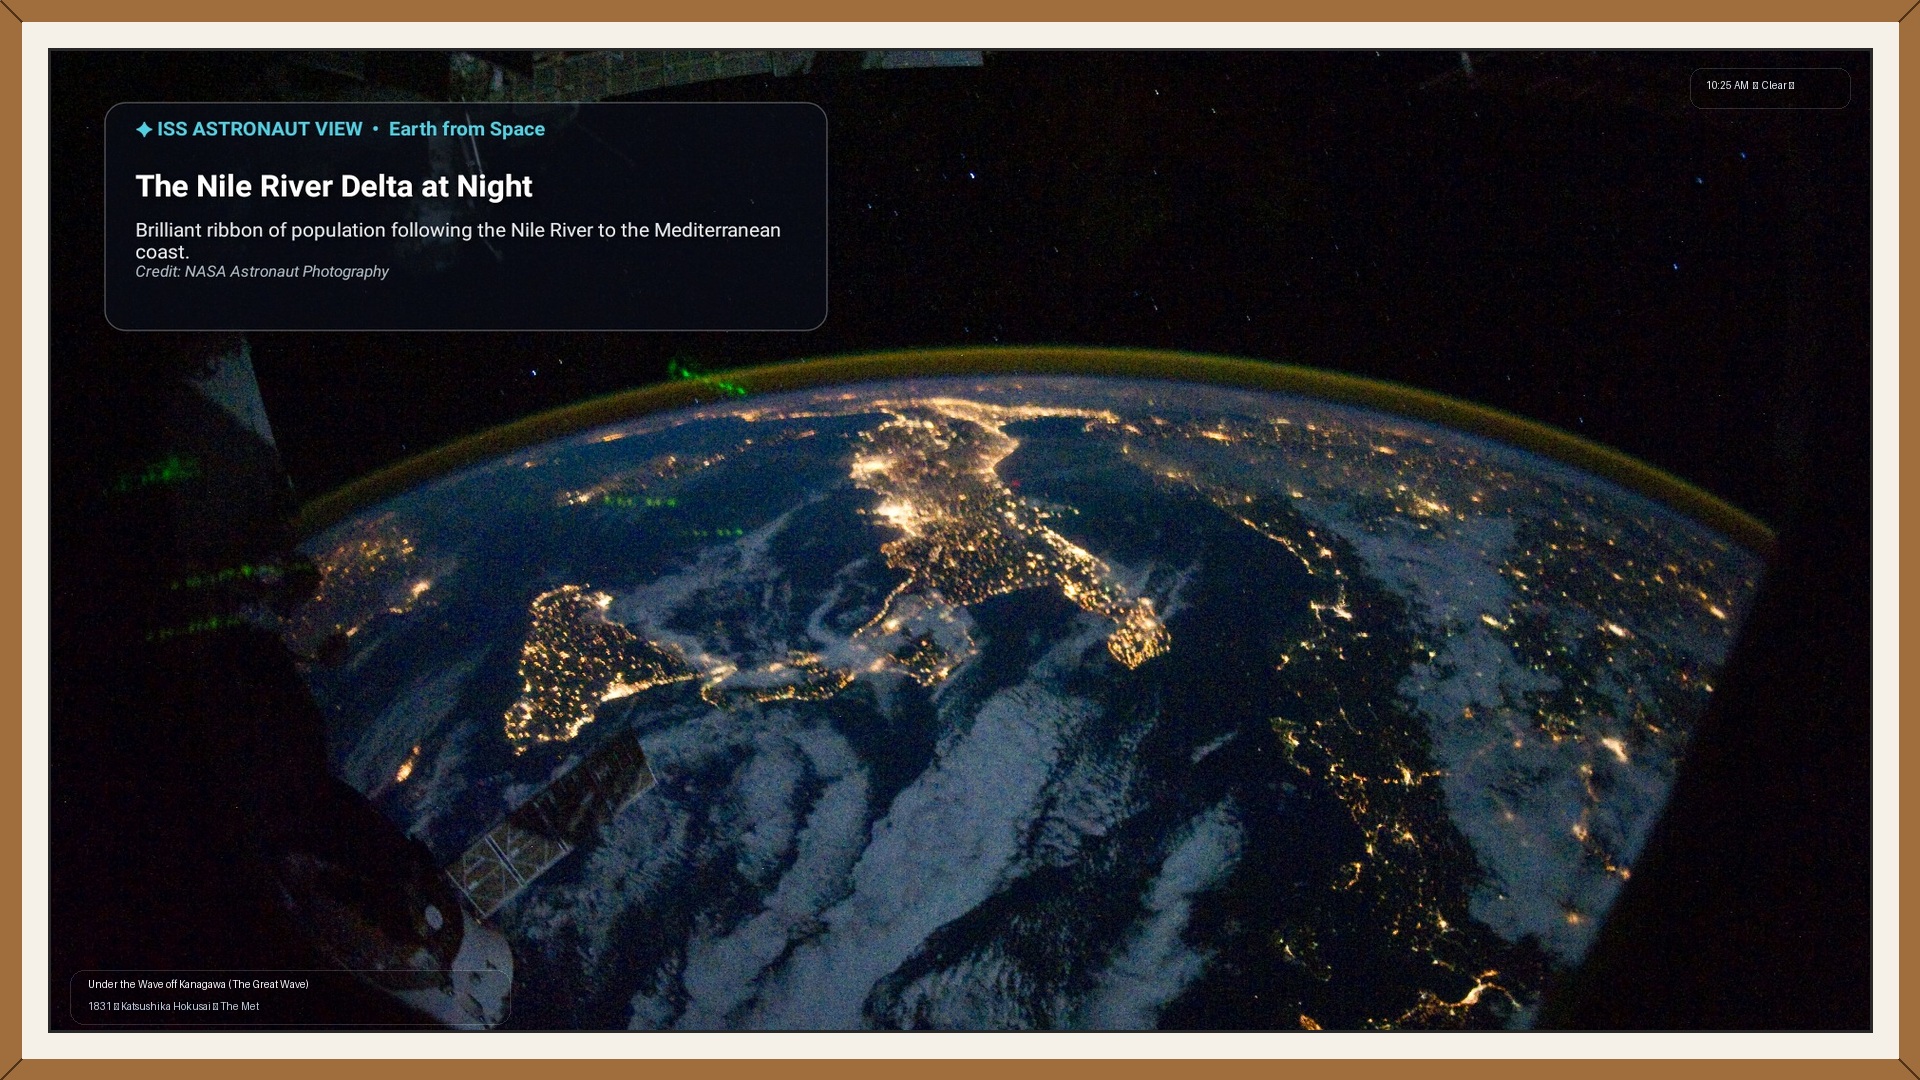 ✦ ISS ASTRONAUT VIEW • Earth from Space
10:25 AM ▯ Clear ▯
The Nile River Delta at Night
Brilliant ribbon of population following the Nile River to the Mediterranean
coast.
Credit: NASA Astronaut Photography
Under the Wave off Kanagawa (The Great Wave)
1831 ▯ Katsushika Hokusai ▯ The Met